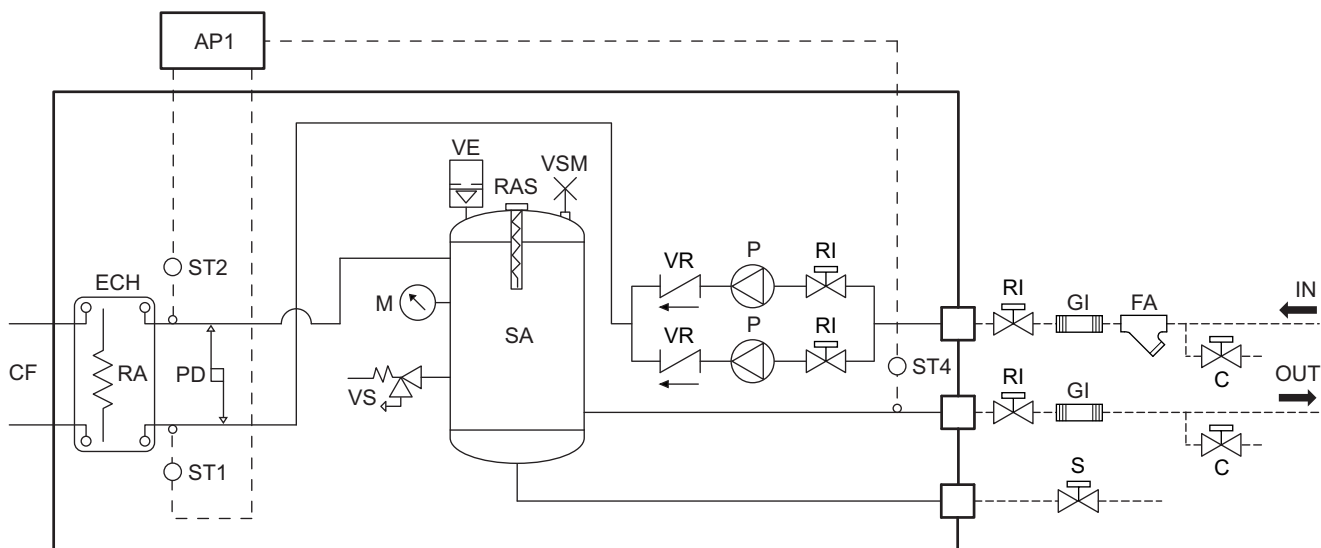 AP1
VE
VSM
RAS
ST2
ECH
VR
P
RI
RI
GI
FA
IN
M
SA
VR
P
RI
CF
RA
PD
VS
ST4
RI
GI
C
OUT
ST1
C
S